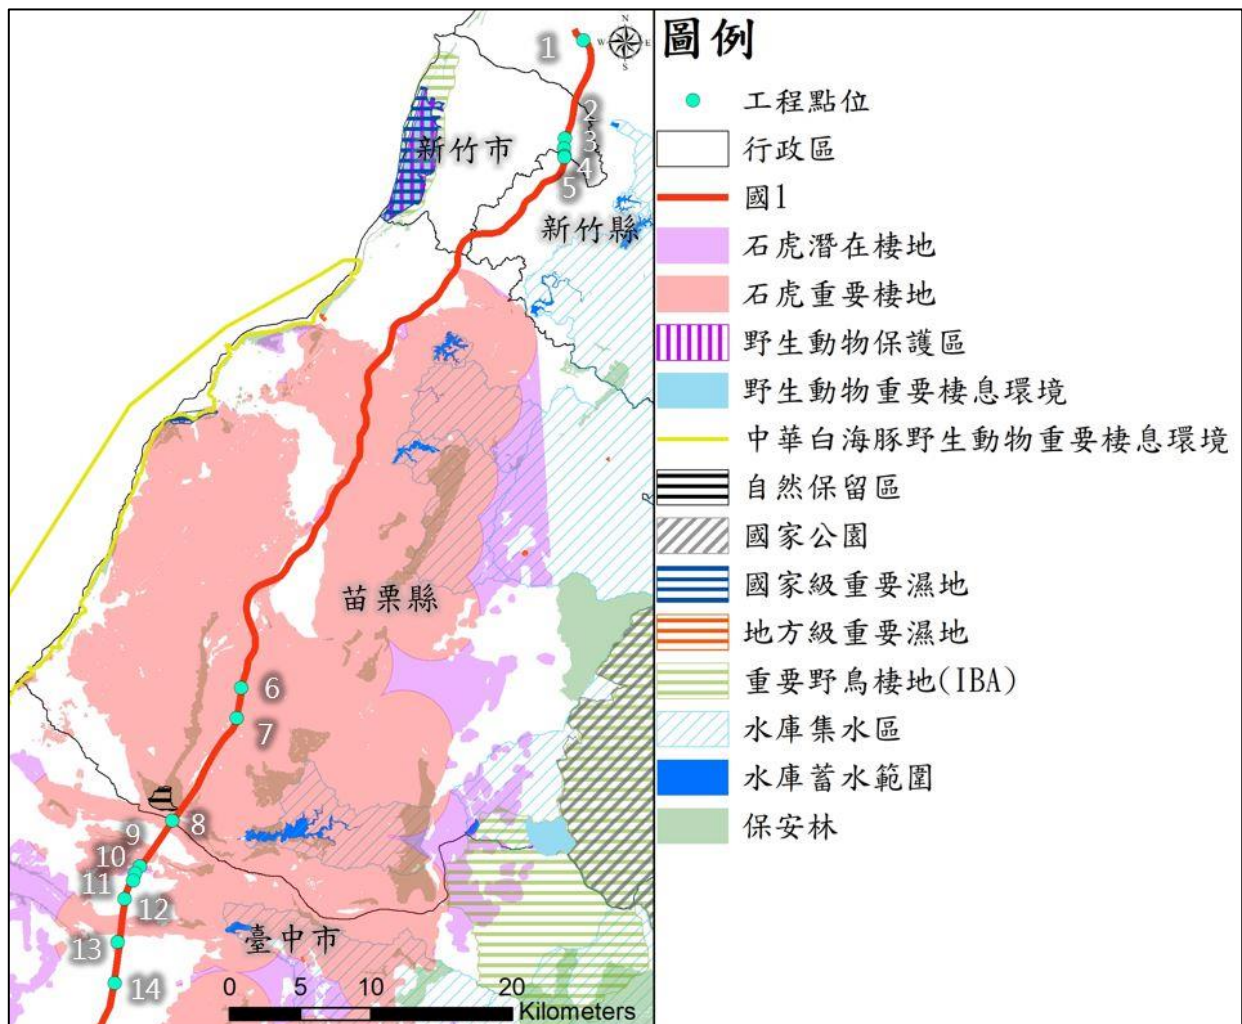 N
W
E
S
1
2
3
4
5
新竹市
新竹縣
苗栗縣
6
7
8
9
10
11
12
13
14
臺中市
0
5
10
20
Kilometers
圖例
工程點位
行政區
國1
石虎潛在棲地
石虎重要棲地
野生動物保護區
野生動物重要棲息環境
中華白海豚野生動物重要棲息環境
自然保留區
國家公園
國家級重要濕地
地方級重要濕地
重要野鳥棲地(IBA)
水庫集水區
水庫蓄水範圍
保安林